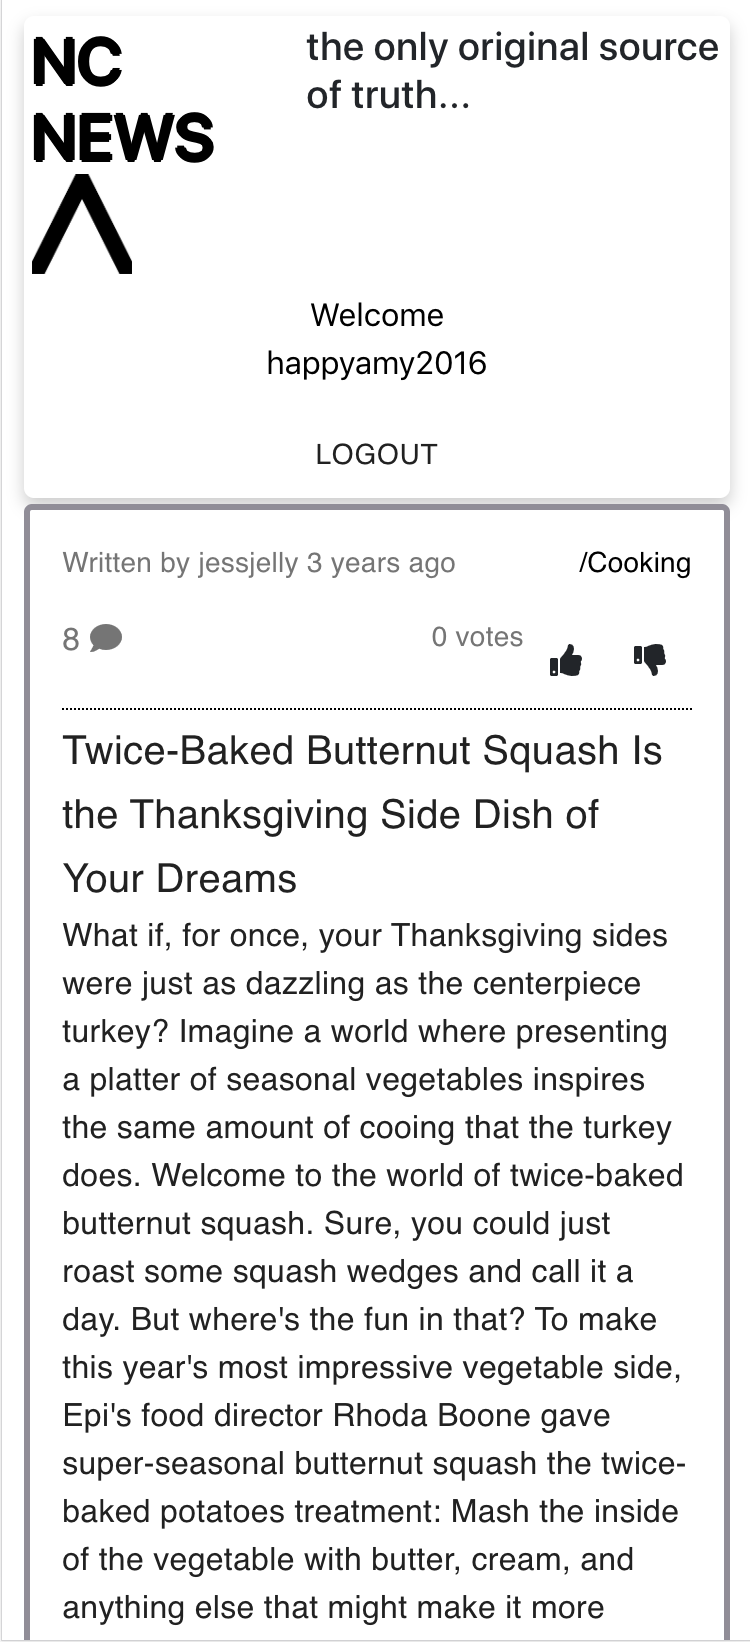 NC
NEWS
the only original source
of truth...
Welcome
happyamy2016
LOGOUT
Written by jessjelly 3 years ago
/Cooking
8
0 votes
Twice-Baked Butternut Squash Is
the Thanksgiving Side Dish of
Your Dreams
What if, for once, your Thanksgiving sides
were just as dazzling as the centerpiece
turkey? Imagine a world where presenting
a platter of seasonal vegetables inspires
the same amount of cooing that the turkey
does. Welcome to the world of twice-baked
butternut squash. Sure, you could just
roast some squash wedges and call it a
day. But where's the fun in that? To make
this year's most impressive vegetable side,
Epi's food director Rhoda Boone gave
super-seasonal butternut squash the twice-
baked potatoes treatment: Mash the inside
of the vegetable with butter, cream, and
anything else that might make it more